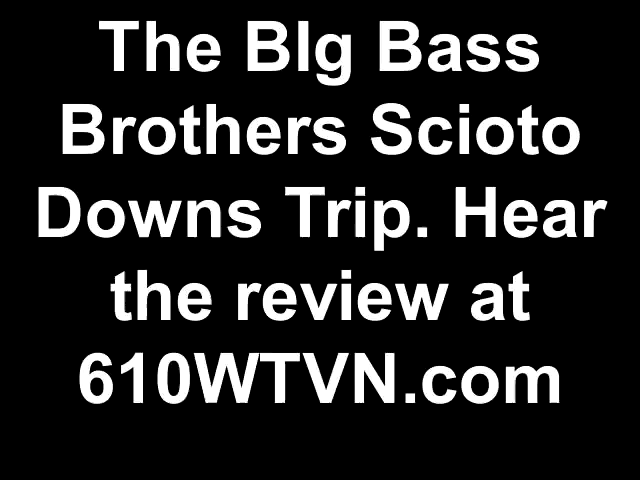 The BIg Bass
Brothers Scioto
Downs Trip. Hear
the review at
610WTVN.com